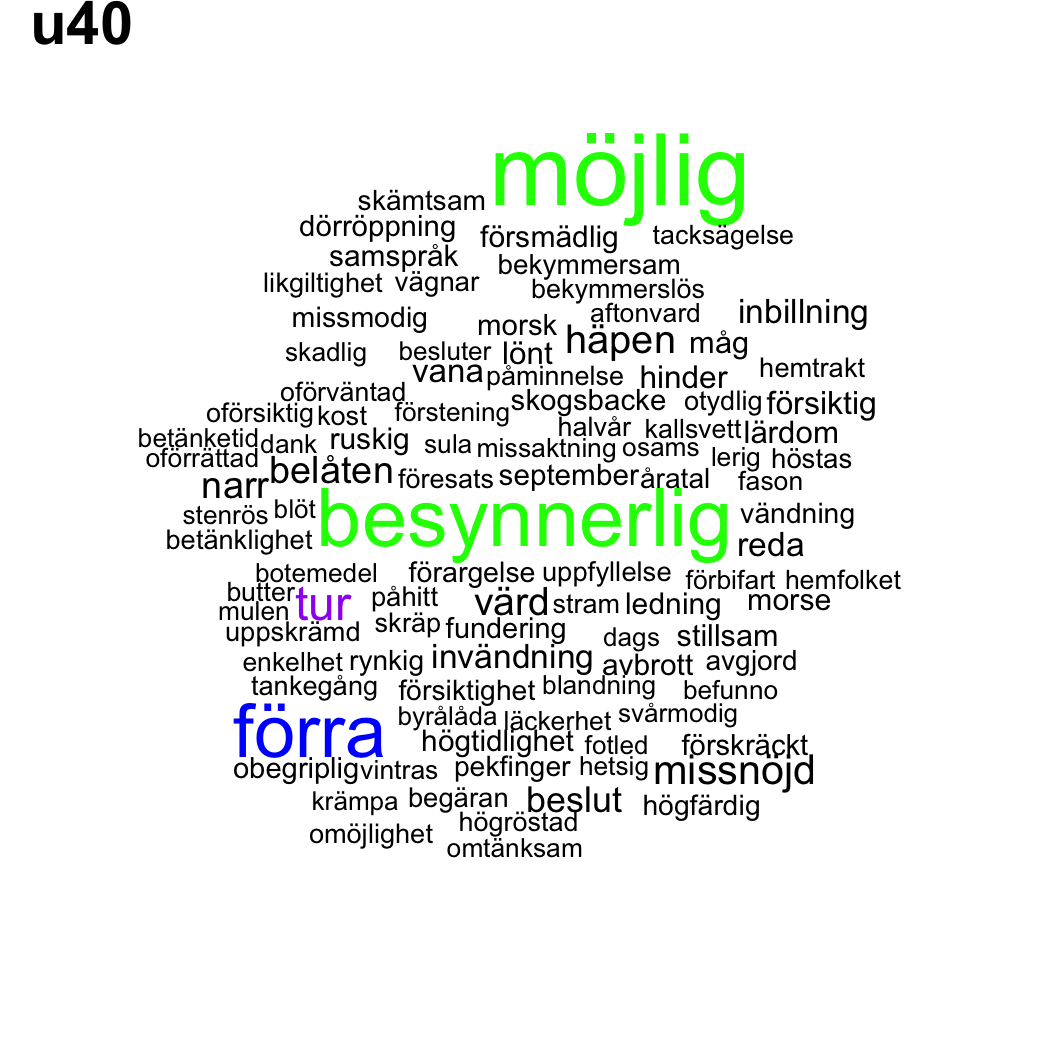 u40
möjlig
skämtsam
dörröppning försmädlig tacksägelse
samspråk bekymmersam
likgiltighet vägnar bekymmerslös
missmodig morsk aftonvard inbillning
häpen måg
skadlig besluter lönt
vana påminnelse hinder hemtrakt
oförväntad skogsbacke otydlig försiktig
oförsiktig kost förstening
halvår kallsvett lärdom
betänketid dank ruskig sula missaktning osams
oförrättad lerig höstas
belåten föresats september åratal fason
narr
stenrös blöt besynnerlig vändning
betänklighet reda
botemedel förargelse uppfyllelse förbifart hemfolket
butter tur påhitt värd stram ledning morse
mulen
uppskrämd skräp fundering dags stillsam
enkelhet rynkig invändning avbrott avgjord
tankegång försiktighet blandning befunno
förra byrålåda läckerhet svårmodig
högtidlighet fotled förskräckt
obegriplig vintras pekfinger hetsig missnöjd
krämpa begäran beslut högfärdig
omöjlighet högröstad
omtänksam